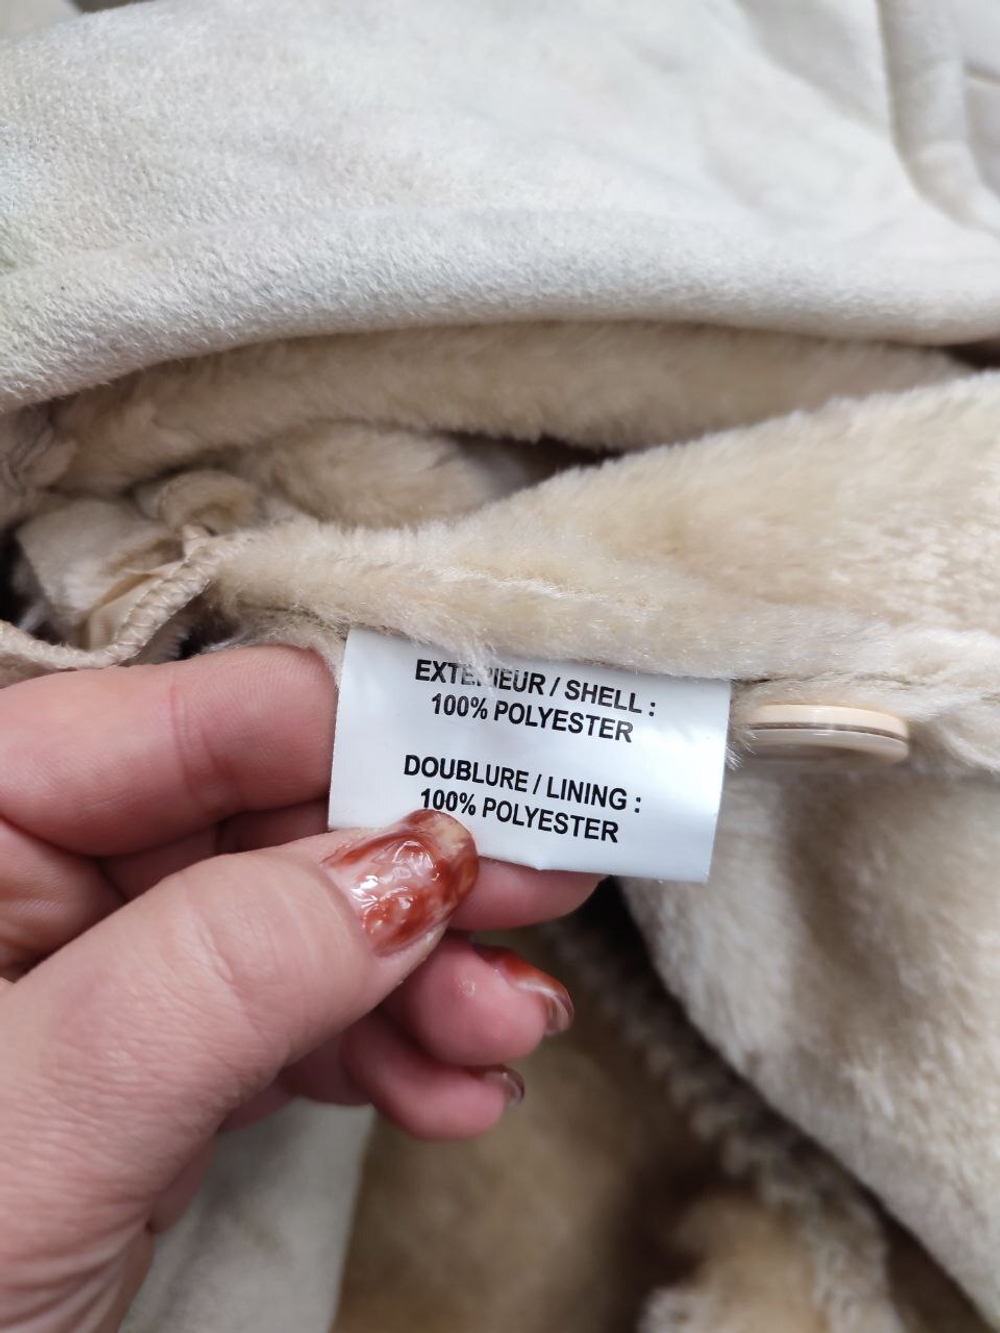 EXTERIEUR / SHELL :
100% POLYESTER
DOUBLURE / LINING :
100% POLYESTER